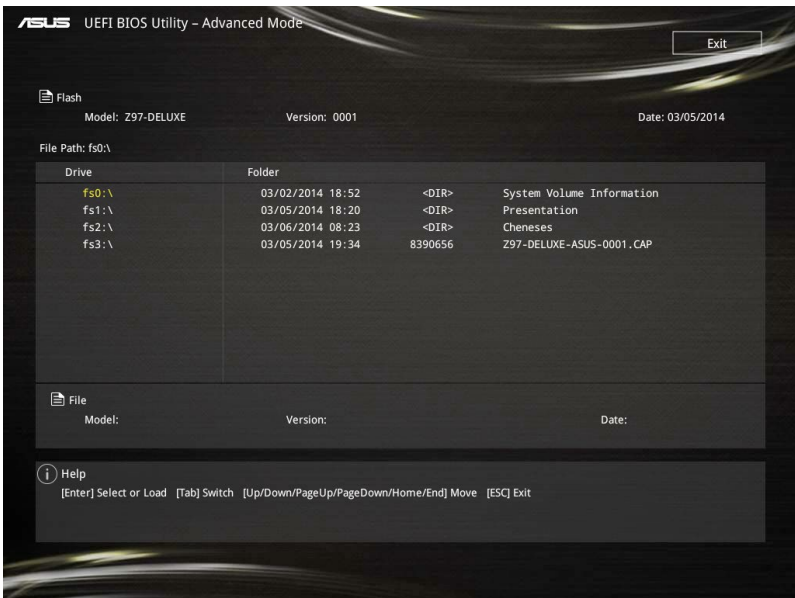 ASUS UEFI BIOS Utility – Advanced Mode
Exit
Flash
Model: Z97-DELUXE Version: 0001 Date: 03/05/2014
File Path: fs0:\
Drive Folder
fs0:\ 03/02/2014 18:52 <DIR> System Volume Information
fs1:\ 03/05/2014 18:20 <DIR> Presentation
fs2:\ 03/06/2014 08:23 <DIR> Cheneses
fs3:\ 03/05/2014 19:34 8390656 Z97-DELUXE-ASUS-0001.CAP
File
Model: Version: Date:
Help
[Enter] Select or Load [Tab] Switch [Up/Down/PageUp/PageDown/Home/End] Move [ESC] Exit